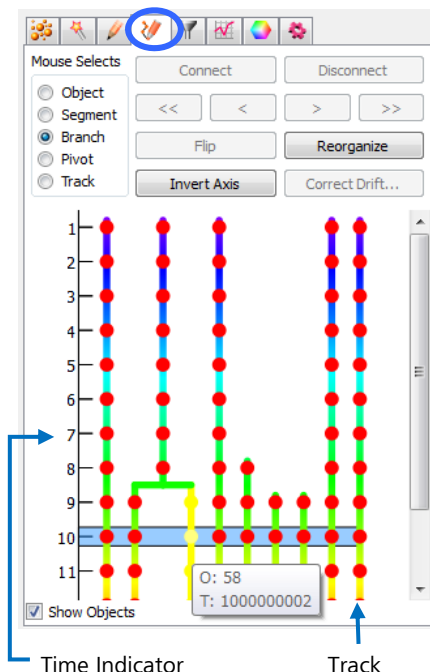 Mouse Selects
Connect Disconnect
Object
Segment
Branch
Pivot
Track
<< < > >>
Flip Reorganize
Invert Axis Correct Drift...
1
2
3
4
5
6
7
8
9
10
11
O: 58
T: 1000000002
Show Objects
Time Indicator Track